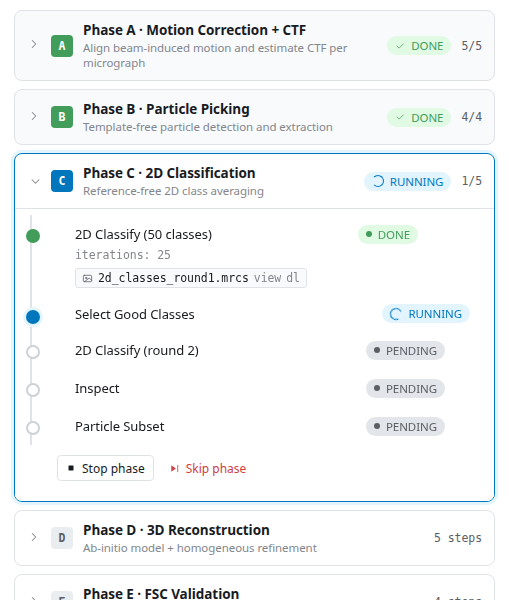 A
Phase A · Motion Correction + CTF
Align beam-induced motion and estimate CTF per
micrograph
DONE
5/5
B
Phase B · Particle Picking
Template-free particle detection and extraction
DONE
4/4
C
Phase C · 2D Classification
Reference-free 2D class averaging
RUNNING
1/5
2D Classify (50 classes)
DONE
iterations: 25
2d_classes_round1.mrcs view dl
Select Good Classes
RUNNING
2D Classify (round 2)
PENDING
Inspect
PENDING
Particle Subset
PENDING
Stop phase
Skip phase
D
Phase D · 3D Reconstruction
Ab-initio model + homogeneous refinement
5 steps
Phase E · FSC Validation